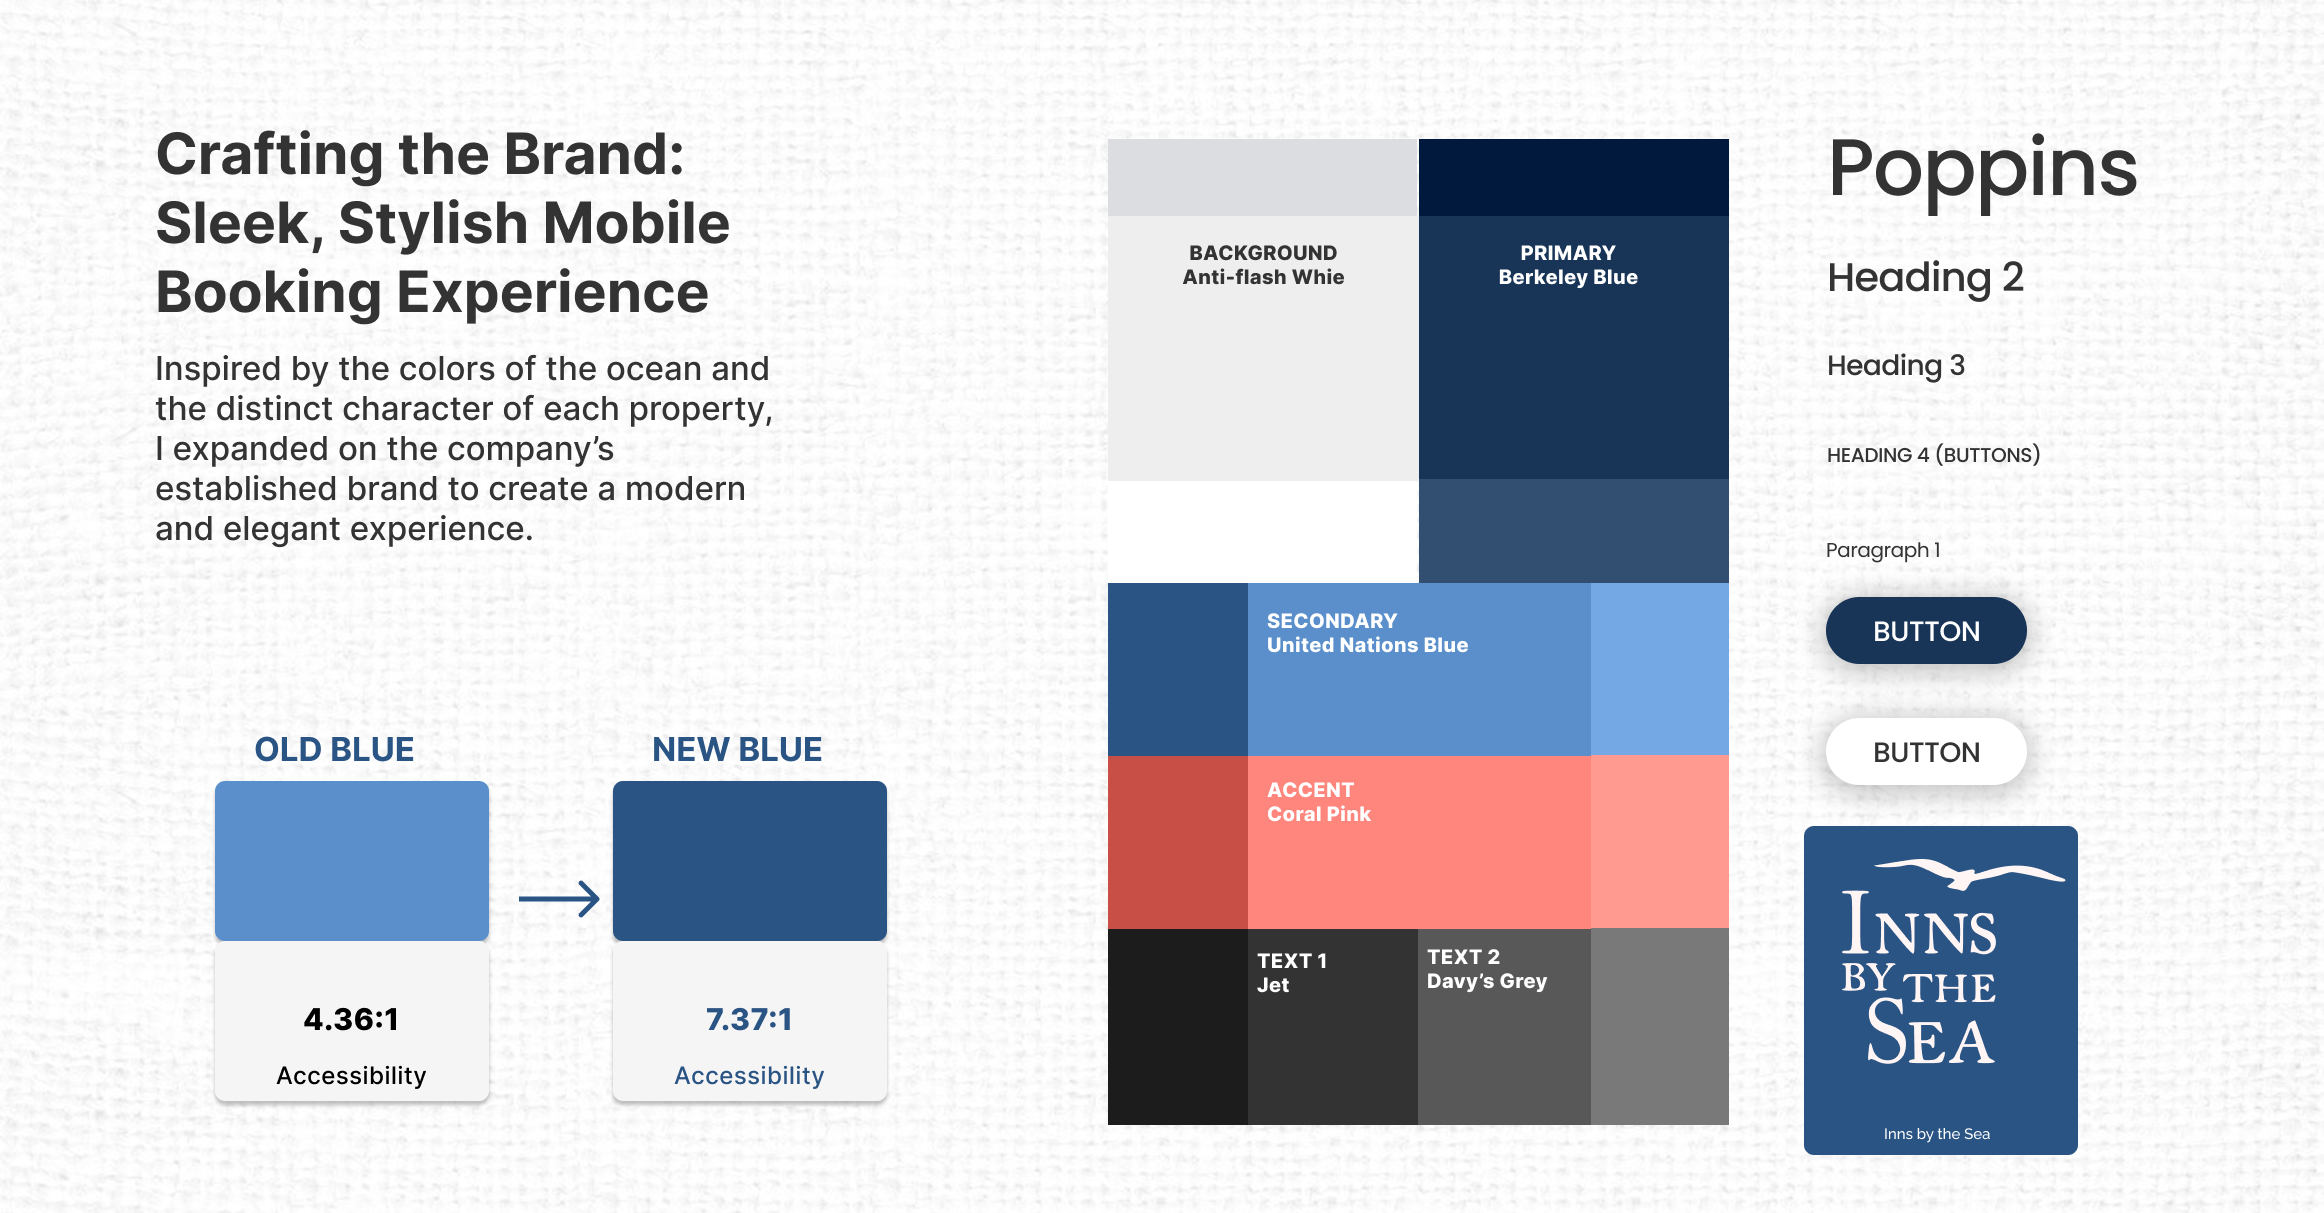 Crafting the Brand:
Sleek, Stylish Mobile
Booking Experience
Inspired by the colors of the ocean and
the distinct character of each property,
I expanded on the company’s
established brand to create a modern
and elegant experience.
OLD BLUE
4.36:1
Accessibility
NEW BLUE
7.37:1
Accessibility
BACKGROUND
Anti-flash Whie
PRIMARY
Berkeley Blue
SECONDARY
United Nations Blue
ACCENT
Coral Pink
TEXT 1
Jet
TEXT 2
Davy’s Grey
Poppins
Heading 2
Heading 3
HEADING 4 (BUTTONS)
Paragraph 1
BUTTON
BUTTON
INNS
BY THE
SEA
Inns by the Sea